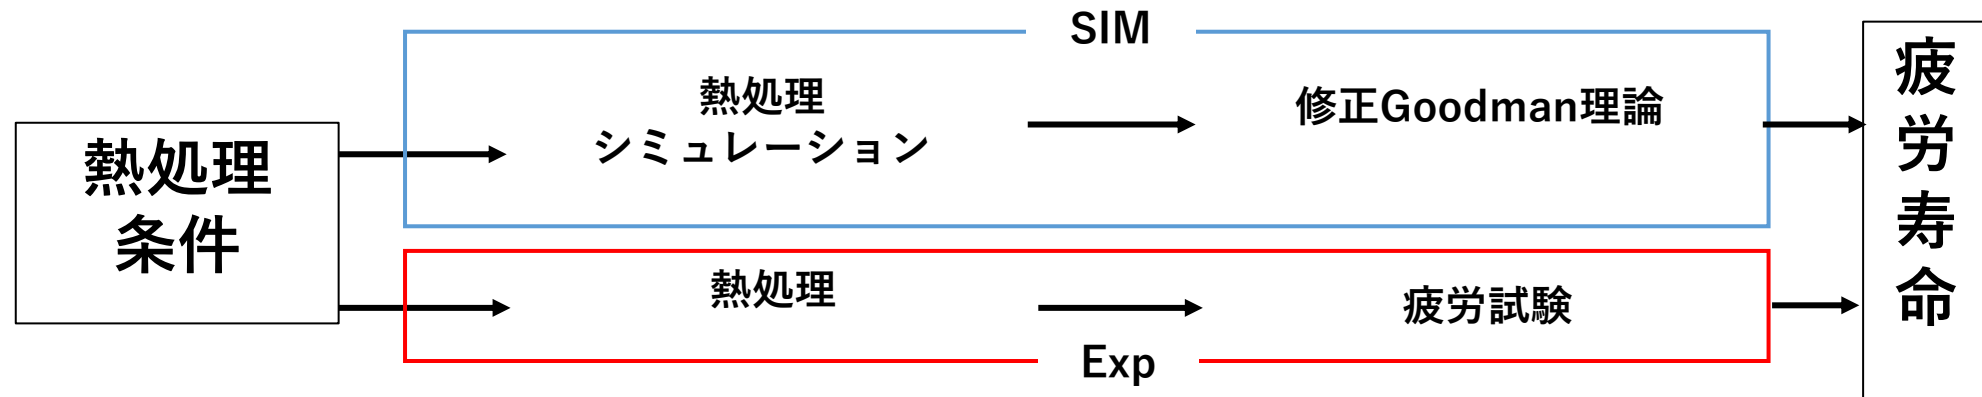 SIM
熱処理
条件
熱処理
シミュレーション
修正Goodman理論
熱処理
疲労試験
Exp
疲
労
寿
命